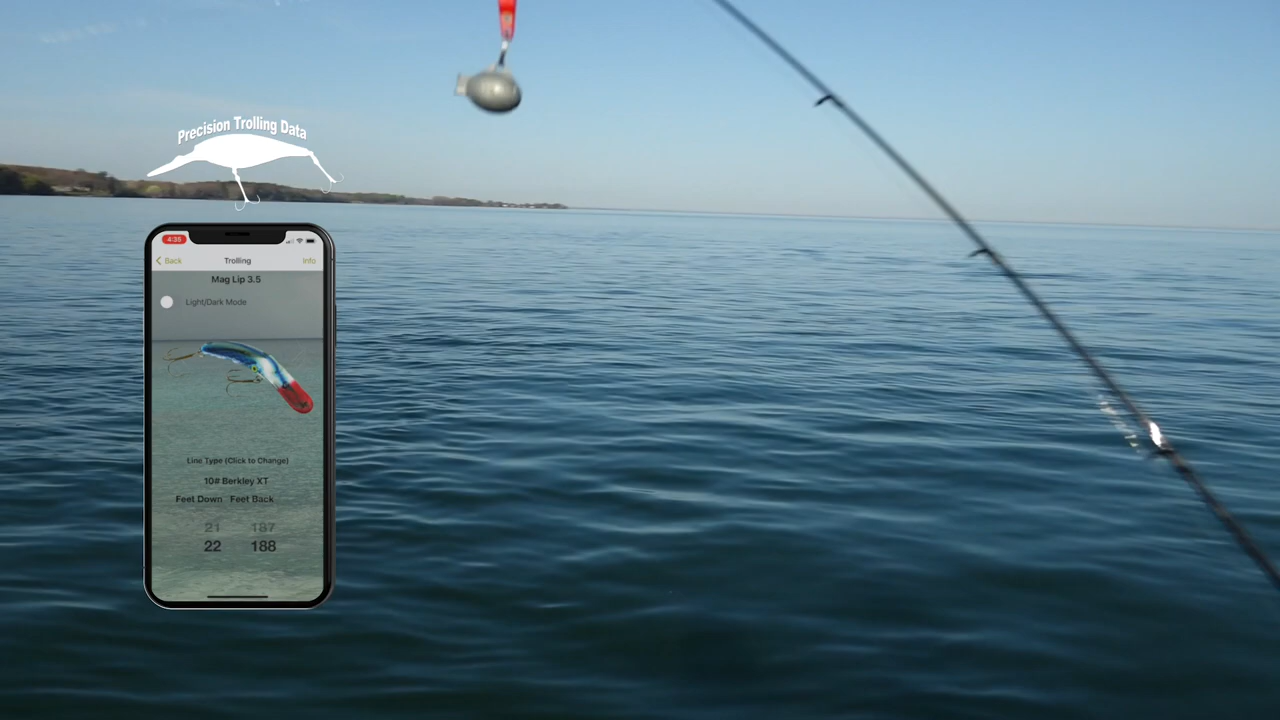 Precision Trolling Data
4:35
Back Trolling Info
Mag Lip 3.5
Light/Dark Mode
Line Type (Click to Change)
10# Berkley XT
Feet Down Feet Back
21 187
22 188